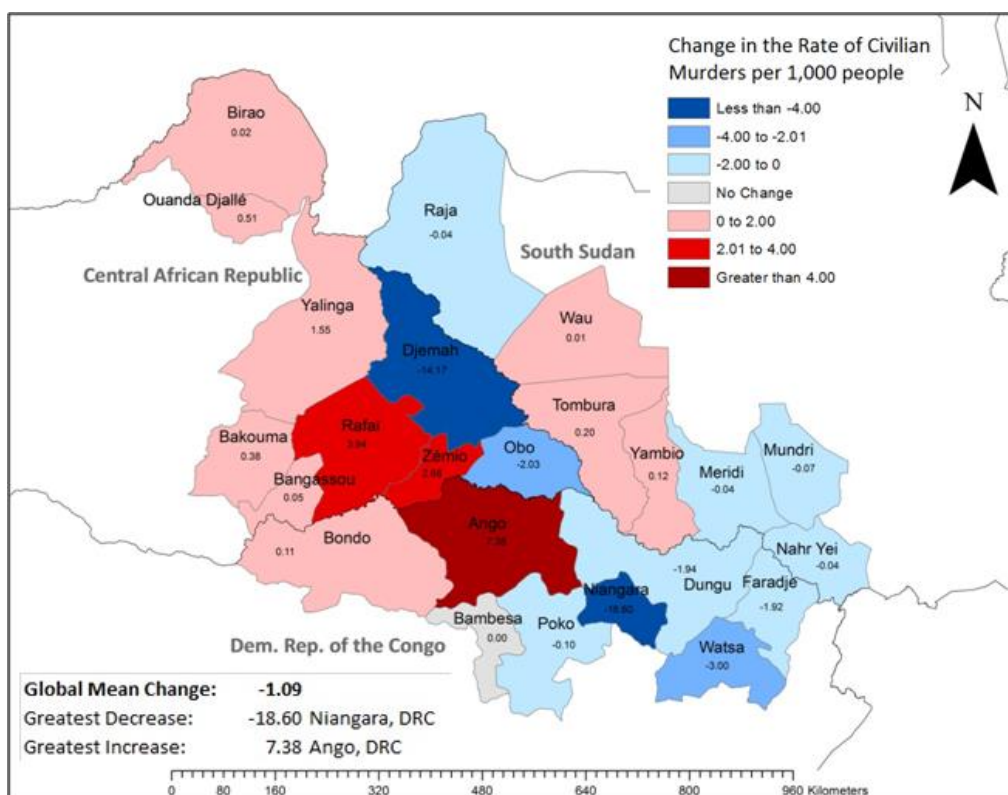 Change in the Rate of Civilian
Murders per 1,000 people
Less than -4.00
-4.00 to -2.01
-2.00 to 0
No Change
0 to 2.00
2.01 to 4.00
Greater than 4.00
N
Birao
0.02
Ouanda Djallé
0.51
Raja
-0.04
South Sudan
Central African Republic
Yalinga
1.55
Wau
0.01
Djemah
-14.17
Tombura
0.20
Rafai
3.94
Bakouma
0.38
Zémio
Obo
-2.03
Yambio
0.12
Meridi
-0.04
Mundri
-0.07
Bangassou
0.05
Ango
7.38
Bondo
0.11
Nahr Yei
-0.04
-1.94
Dungu
Faradje
-1.92
Niangara
-18.60
Bambesa
0.00
Poko
-0.10
Watsa
-3.00
Dem. Rep. of the Congo
Global Mean Change: -1.09
Greatest Decrease: -18.60 Niangara, DRC
Greatest Increase: 7.38 Ango, DRC
0 80 160 320 480 640 800 960 Kilometers